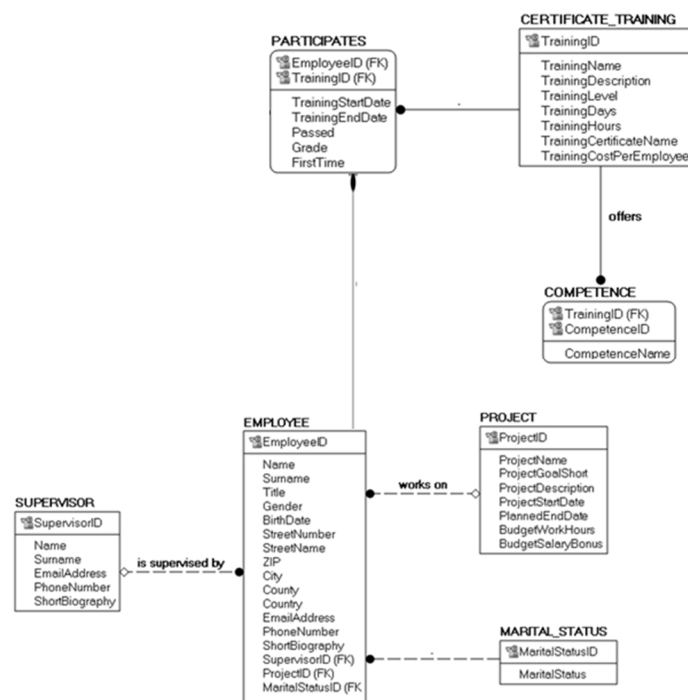 CERTIFICATE_TRAINING
TrainingID
TrainingName
TrainingDescription
TrainingLevel
TrainingDays
TrainingHours
TrainingCertificateName
TrainingCostPerEmployee
PARTICIPATES
EmployeeID (FK)
TrainingID (FK)
TrainingStartDate
TrainingEndDate
Passed
Grade
FirstTime
offers
COMPETENCE
TrainingID (FK)
CompetenceID
CompetenceName
EMPLOYEE
EmployeeID
Name
Surname
Title
Gender
BirthDate
StreetNumber
StreetName
ZIP
City
County
Country
EmailAddress
PhoneNumber
ShortBiography
SupervisorID (FK)
ProjectID (FK)
MaritalStatusID (FK
works on
PROJECT
ProjectID
ProjectName
ProjectGoalShort
ProjectDescription
ProjectStartDate
PlannedEndDate
BudgetWorkHours
BudgetSalaryBonus
SUPERVISOR
SupervisorID
Name
Surname
EmailAddress
PhoneNumber
ShortBiography
is supervised by
MARITAL_STATUS
MaritalStatusID
MaritalStatus